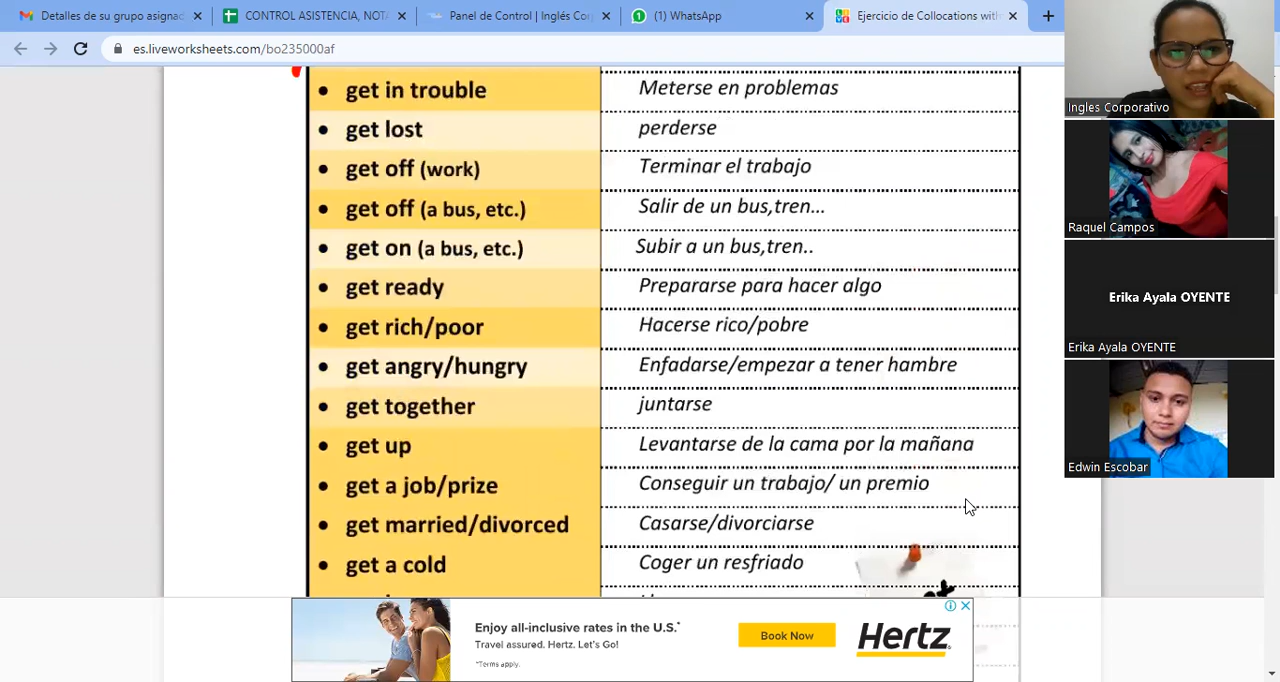 Detalles de su grupo asignad
CONTROL ASISTENCIA, NOTA
Panel de Control | Inglés Corp
(1) WhatsApp
Ejercicio de Collocations with
es.liveworksheets.com/bo235000af
get in trouble Meterse en problemas
get lost perderse
get off (work) Terminar el trabajo
get off (a bus, etc.) Salir de un bus,tren...
get on (a bus, etc.) Subir a un bus,tren..
get ready Prepararse para hacer algo
get rich/poor Hacerse rico/pobre
get angry/hungry Enfadarse/empezar a tener hambre
get together juntarse
get up Levantarse de la cama por la mañana
get a job/prize Conseguir un trabajo/ un premio
get married/divorced Casarse/divorciarse
get a cold Coger un resfriado
Enjoy all-inclusive rates in the U.S.*
Travel assured. Hertz. Let's Go!
*Terms apply.
Book Now
Hertz.
Ingles Corporativo
Raquel Campos
Erika Ayala OYENTE
Erika Ayala OYENTE
Edwin Escobar